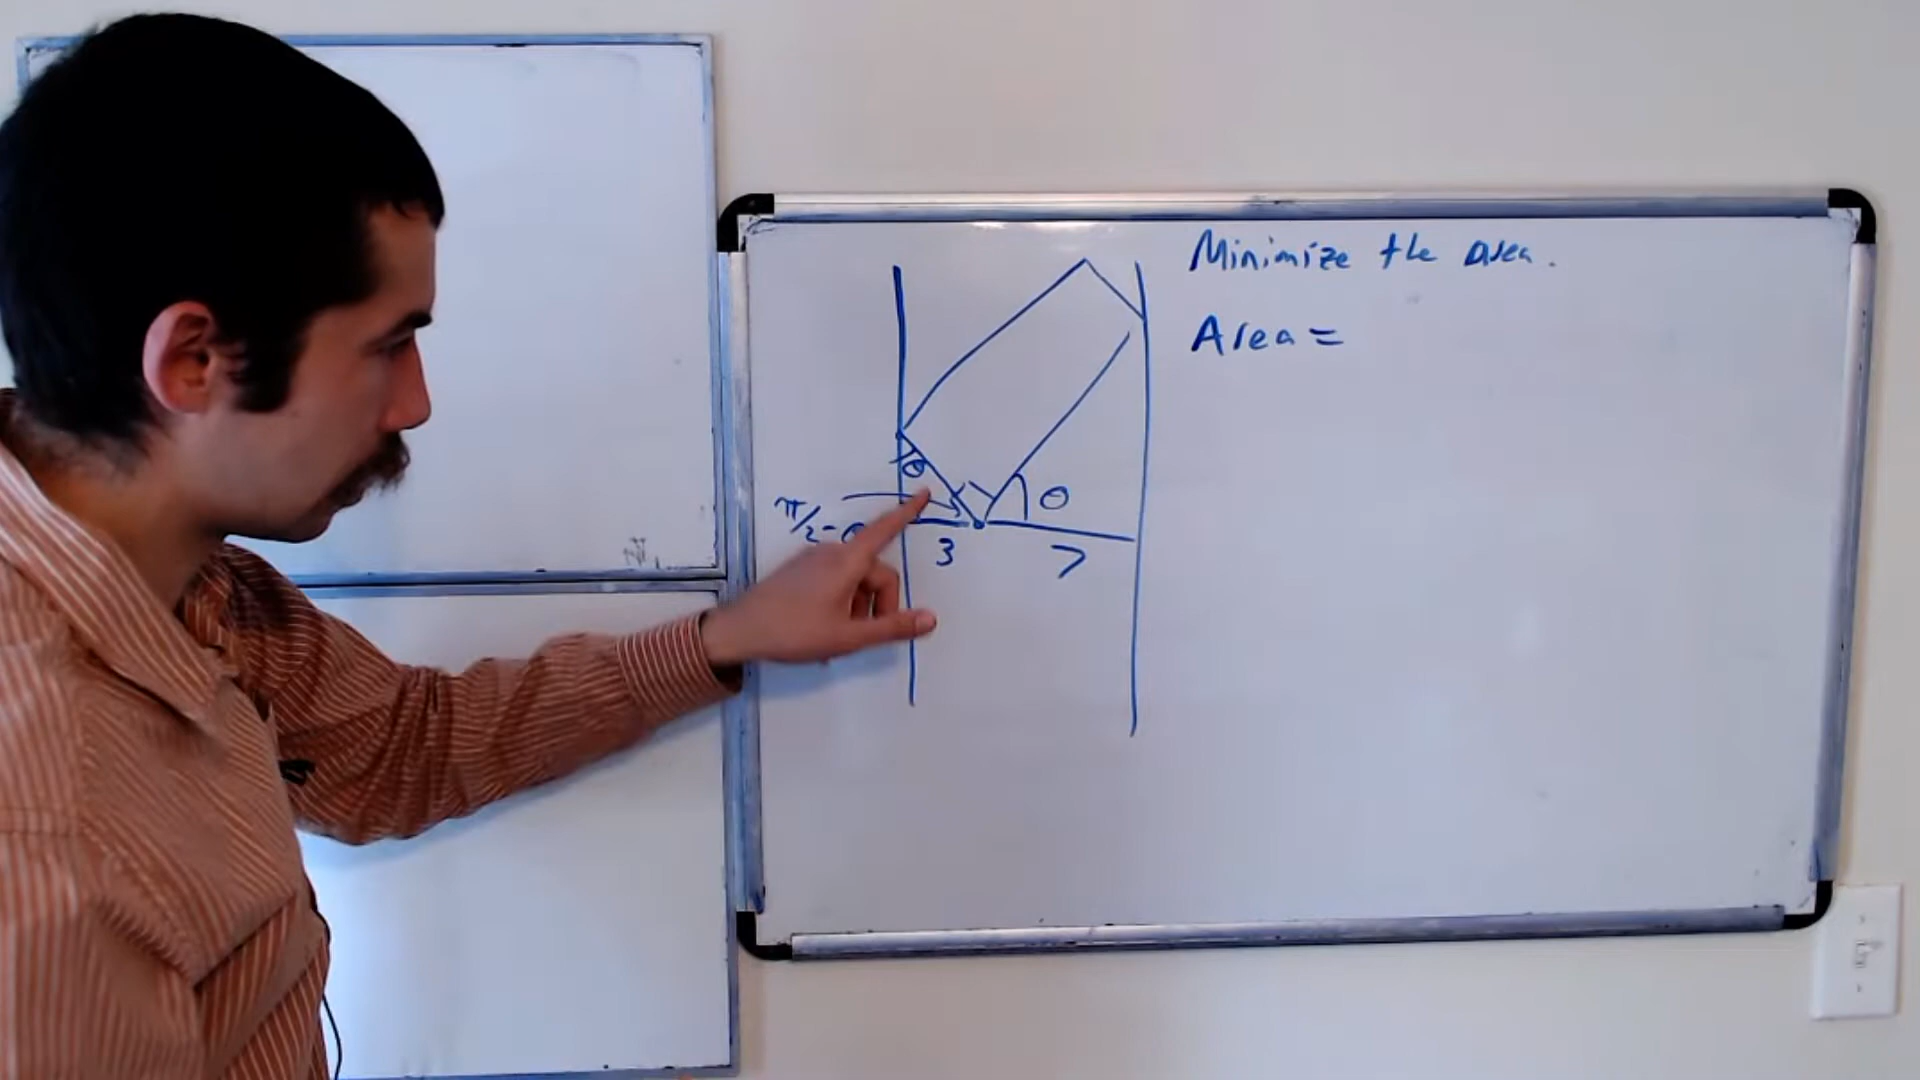 Minimize the area.
Area =
θ
θ
π/2-θ
3
7